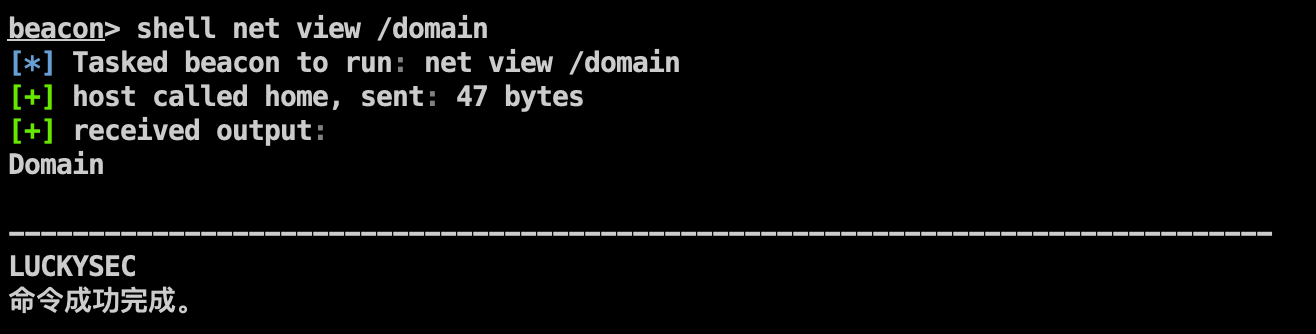 beacon> shell net view /domain
[*] Tasked beacon to run: net view /domain
[+] host called home, sent: 47 bytes
[+] received output:
Domain
-------------------------------------------------------------------------------
LUCKYSEC
命令成功完成。